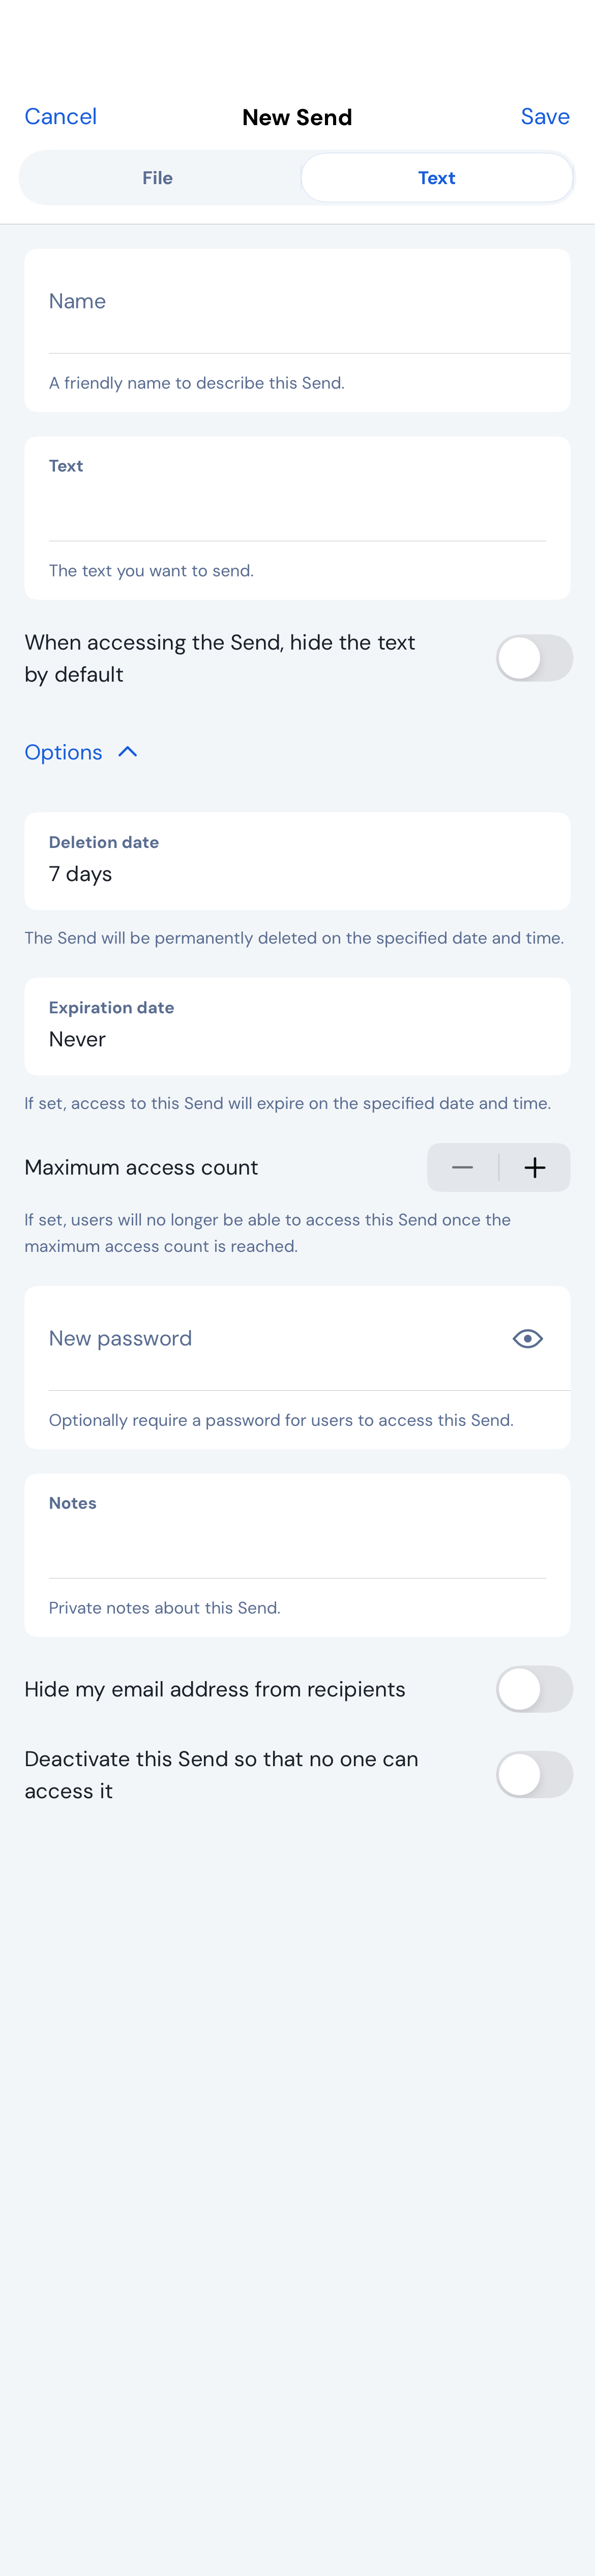 Cancel New Send Save
File Text
Name
A friendly name to describe this Send.
Text
The text you want to send.
When accessing the Send, hide the text
by default
Options
Deletion date
7 days
The Send will be permanently deleted on the specified date and time.
Expiration date
Never
If set, access to this Send will expire on the specified date and time.
Maximum access count
If set, users will no longer be able to access this Send once the
maximum access count is reached.
New password
Optionally require a password for users to access this Send.
Notes
Private notes about this Send.
Hide my email address from recipients
Deactivate this Send so that no one can
access it